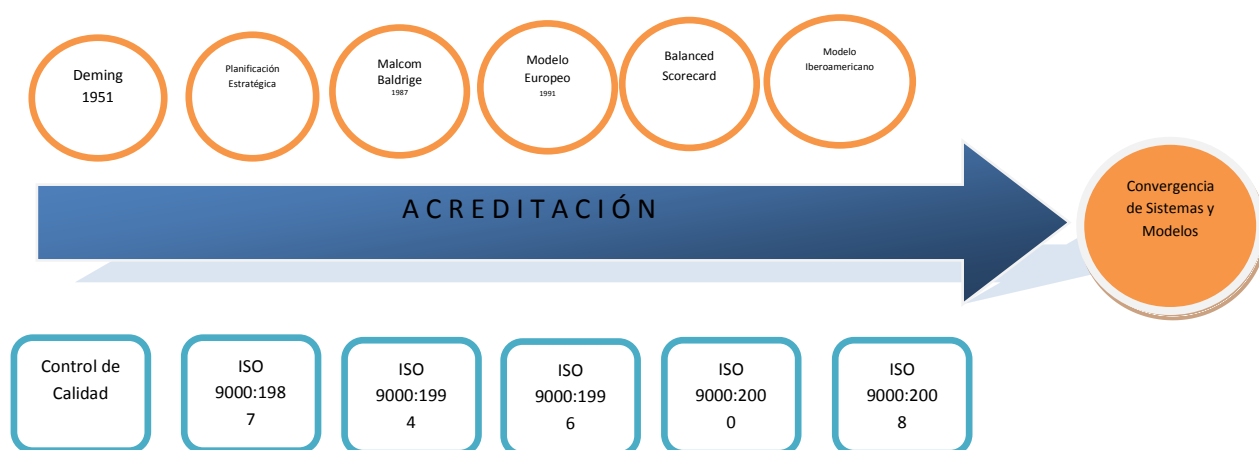 Deming
1951
Planificación
Estratégica
Malcom
Baldrige
1987
Modelo
Europeo
1991
Balanced
Scorecard
Modelo
Iberoamericano
ACREDITACIÓN
Convergencia
de Sistemas y
Modelos
Control de
Calidad
ISO
9000:198
7
ISO
9000:199
4
ISO
9000:199
6
ISO
9000:200
0
ISO
9000:200
8